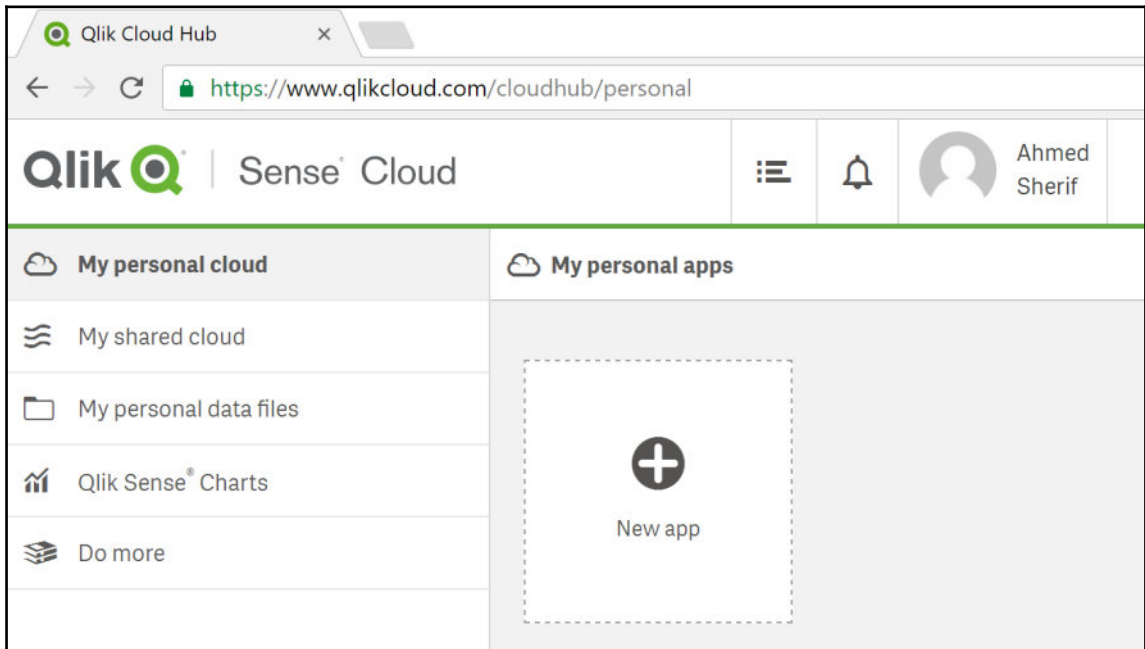 Qlik Cloud Hub
https://www.qlikcloud.com/cloudhub/personal
Qlik | Sense® Cloud
Ahmed
Sherif
My personal cloud
My personal apps
My shared cloud
My personal data files
Qlik Sense® Charts
Do more
New app